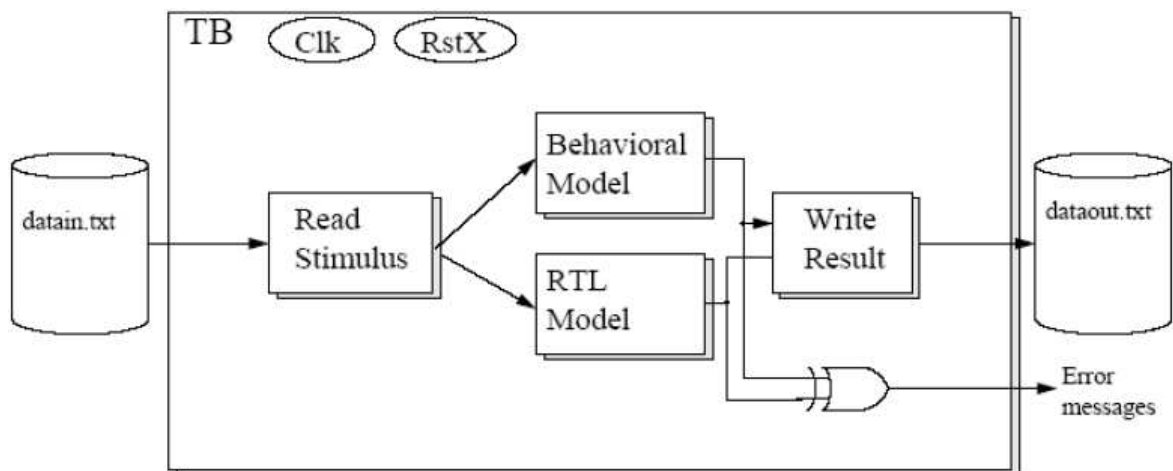 TB
Clk
RstX
datain.txt
Read
Stimulus
Behavioral
Model
RTL
Model
Write
Result
dataout.txt
Error
messages